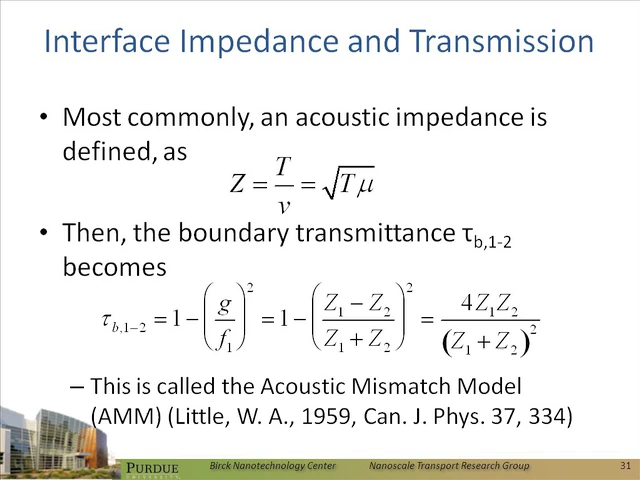 Interface Impedance and Transmission
• Most commonly, an acoustic impedance is
defined, as
Z = T/v = √(Tμ)
• Then, the boundary transmittance τ_b,1-2
becomes
τ_b,1−2 = 1 − (g/f₁)² = 1 − ((Z₁ − Z₂)/(Z₁ + Z₂))² = 4Z₁Z₂/(Z₁ + Z₂)²
– This is called the Acoustic Mismatch Model
(AMM) (Little, W. A., 1959, Can. J. Phys. 37, 334)
PURDUE
UNIVERSITY
Birck Nanotechnology Center Nanoscale Transport Research Group 31